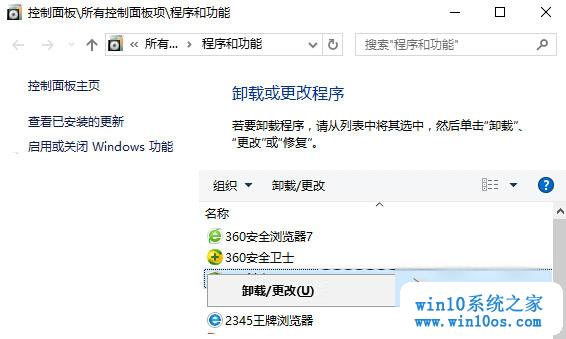 控制面板\所有控制面板项\程序和功能
« 所有... › 程序和功能
搜索"程序和功能"
控制面板主页
查看已安装的更新
启用或关闭 Windows 功能
卸载或更改程序
若要卸载程序，请从列表中将其选中，然后单击“卸载”、
“更改”或“修复”。
组织 卸载/更改
名称
360安全浏览器7
360安全卫士
卸载/更改(U)
2345王牌浏览器
win10系统之家
www.win10os.com